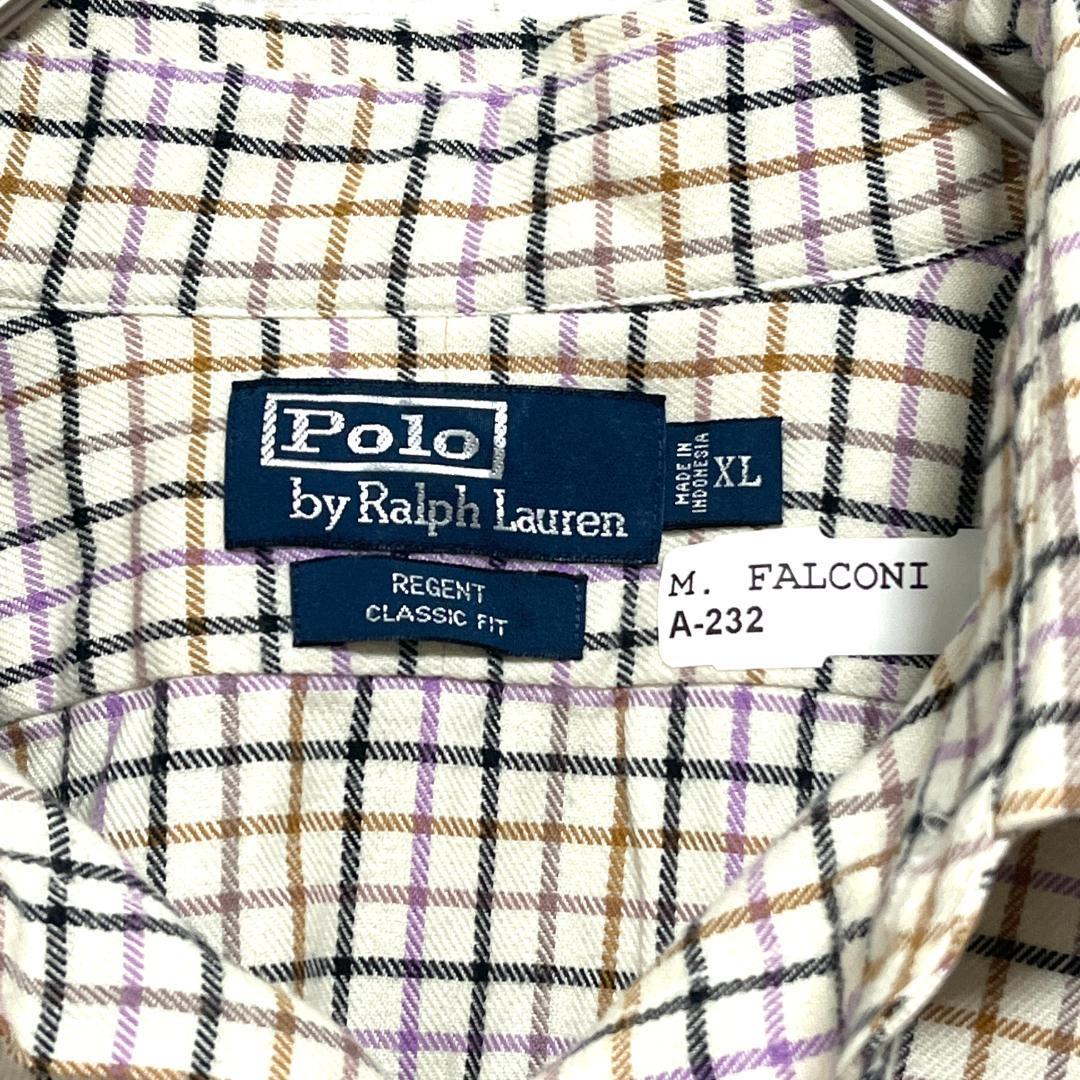 Polo
by Ralph Lauren
MADE IN
INDONESIA
XL
REGENT
CLASSIC FIT
M. FALCONI
A-232